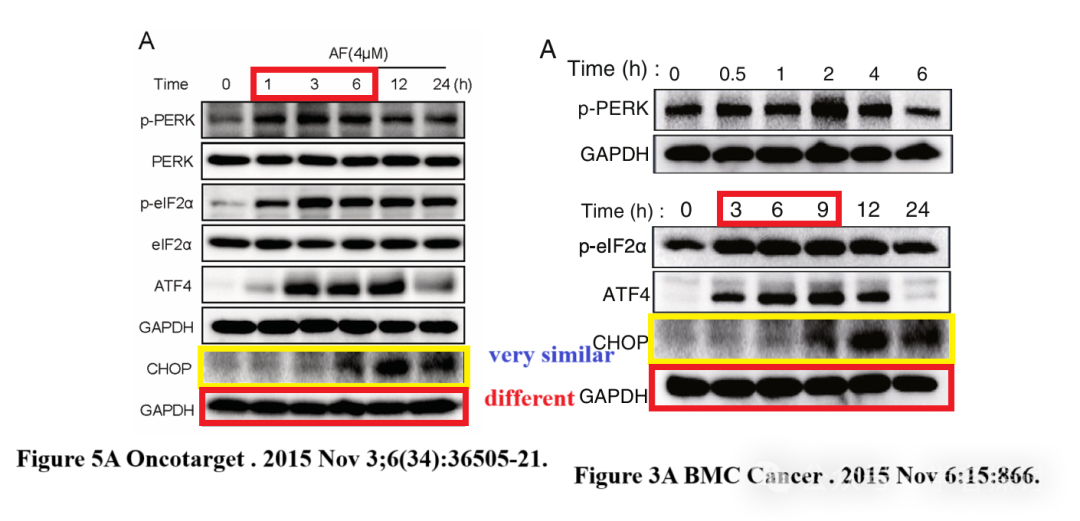 A
AF(4μM)
Time 0 1 3 6 12 24 (h)
p-PERK
PERK
p-eIF2α
eIF2α
ATF4
GAPDH
CHOP
GAPDH
Figure 5A Oncotarget . 2015 Nov 3;6(34):36505-21.
very similar
different
A
Time (h) : 0 0.5 1 2 4 6
p-PERK
GAPDH
Time (h) : 0 3 6 9 12 24
p-eIF2α
ATF4
CHOP
GAPDH
Figure 3A BMC Cancer . 2015 Nov 6:15:866.